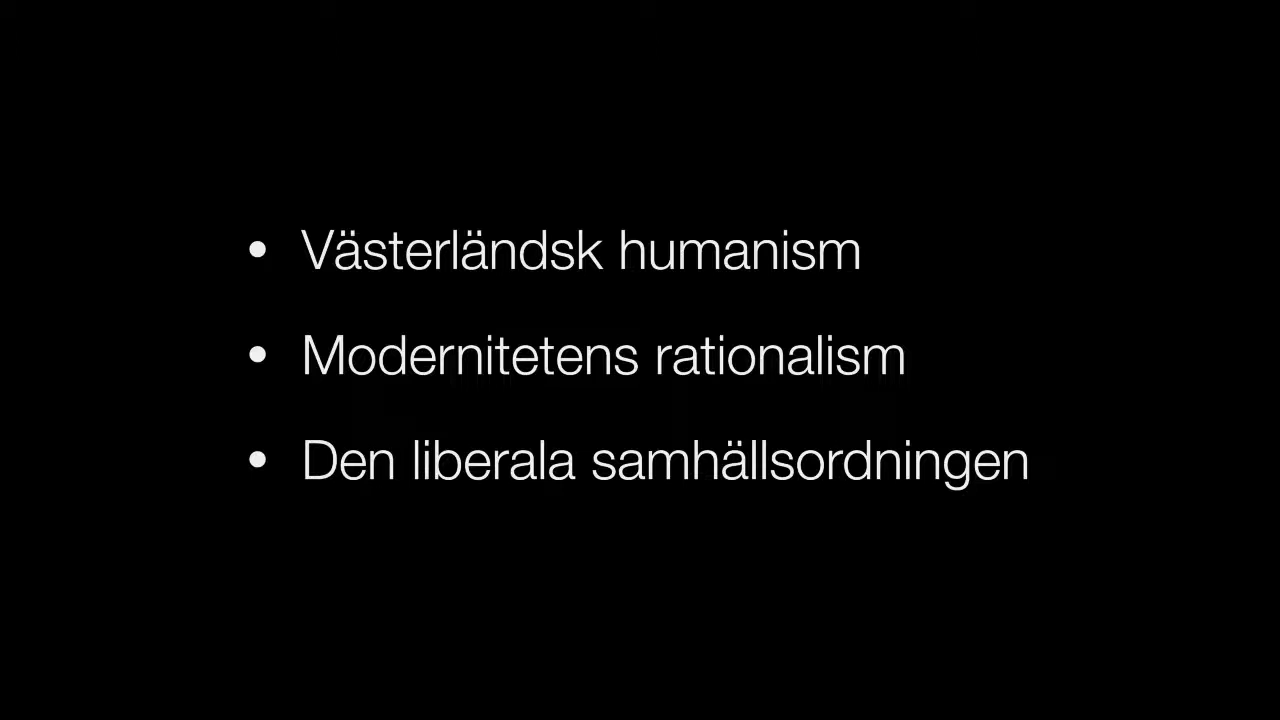 • Västerländsk humanism
• Modernitetens rationalism
• Den liberala samhällsordningen